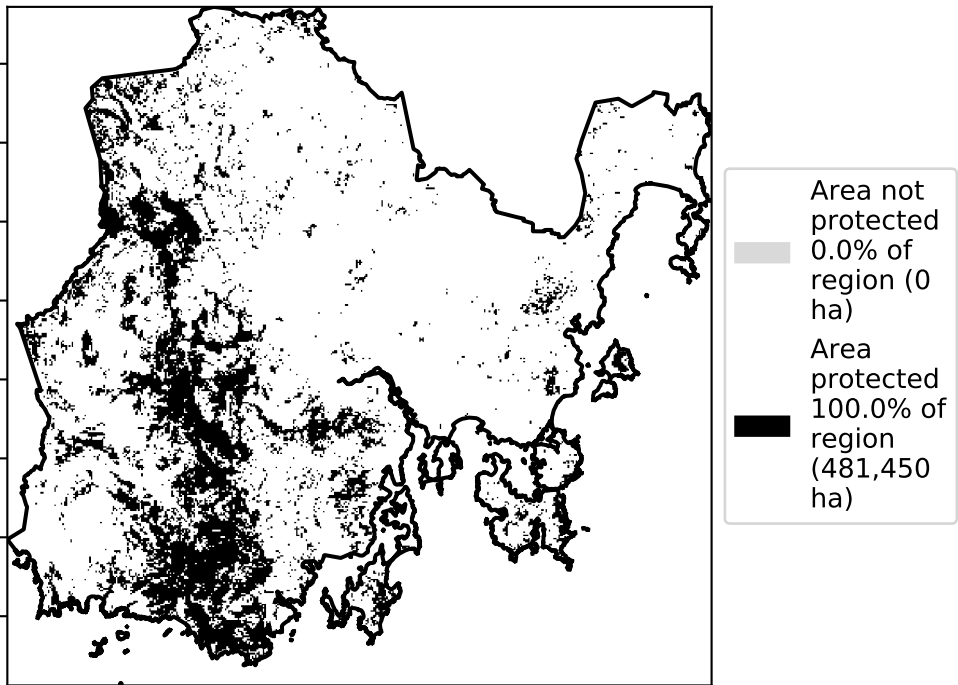 Area not
protected
0.0% of
region (0
ha)
Area
protected
100.0% of
region
(481,450
ha)